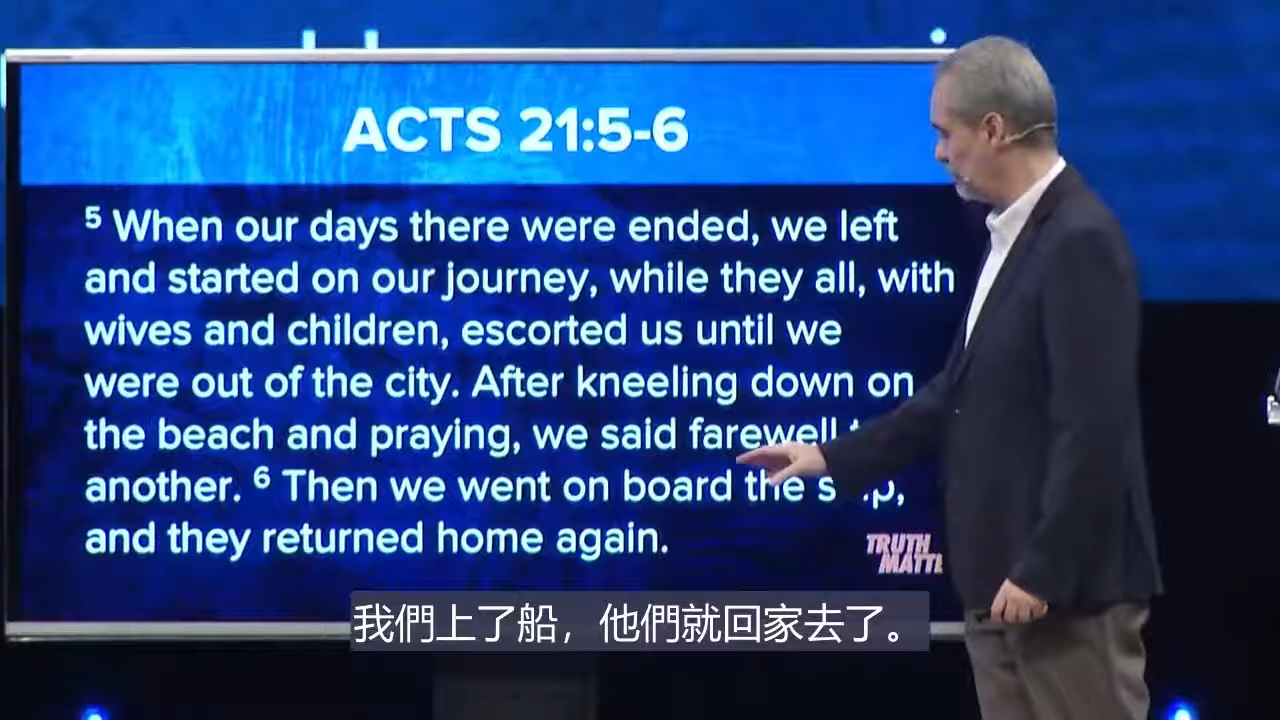 ACTS 21:5-6
5 When our days there were ended, we left
and started on our journey, while they all, with
wives and children, escorted us until we
were out of the city. After kneeling down on
the beach and praying, we said farewell
another. 6 Then we went on board the
and they returned home again.
TRUTH
我們上了船，他們就回家去了。